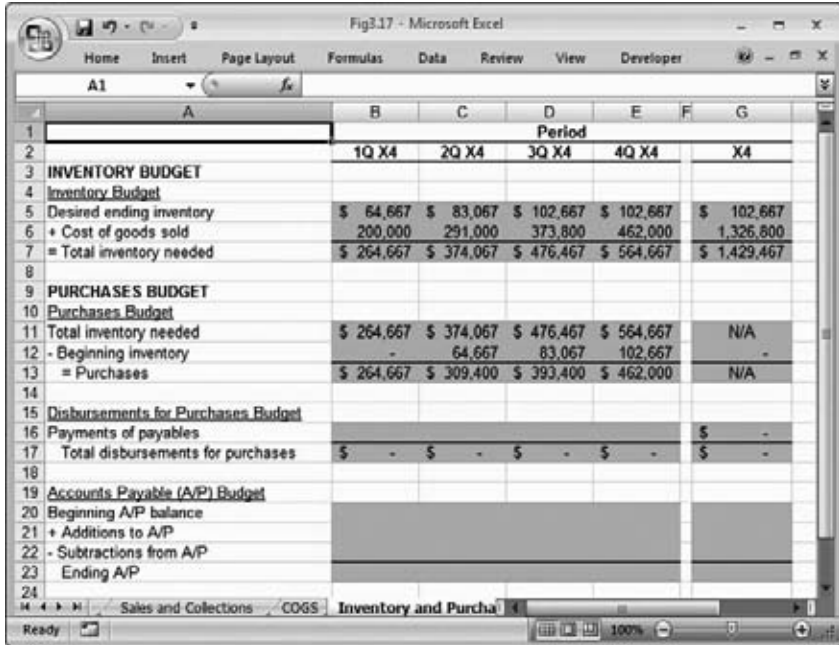 Fig3.17 - Microsoft Excel
Home Insert Page Layout Formulas Data Review View Developer
A1 fx
A B C D E F G
1 Period
2 1Q X4 2Q X4 3Q X4 4Q X4 X4
3 INVENTORY BUDGET
4 Inventory Budget
5 Desired ending inventory $ 64,667 $ 83,067 $ 102,667 $ 102,667 $ 102,667
6 + Cost of goods sold 200,000 291,000 373,800 462,000 1,326,800
7 = Total inventory needed $ 264,667 $ 374,067 $ 476,467 $ 564,667 $ 1,429,467
8
9 PURCHASES BUDGET
10 Purchases Budget
11 Total inventory needed $ 264,667 $ 374,067 $ 476,467 $ 564,667 N/A
12 - Beginning inventory - 64,667 83,067 102,667 -
13 = Purchases $ 264,667 $ 309,400 $ 393,400 $ 462,000 N/A
14
15 Disbursements for Purchases Budget
16 Payments of payables $ -
17 Total disbursements for purchases $ - $ - $ - $ - $ -
18
19 Accounts Payable (A/P) Budget
20 Beginning A/P balance
21 + Additions to A/P
22 - Subtractions from A/P
23 Ending A/P
24
Sales and Collections COGS Inventory and Purcha
Ready 100%